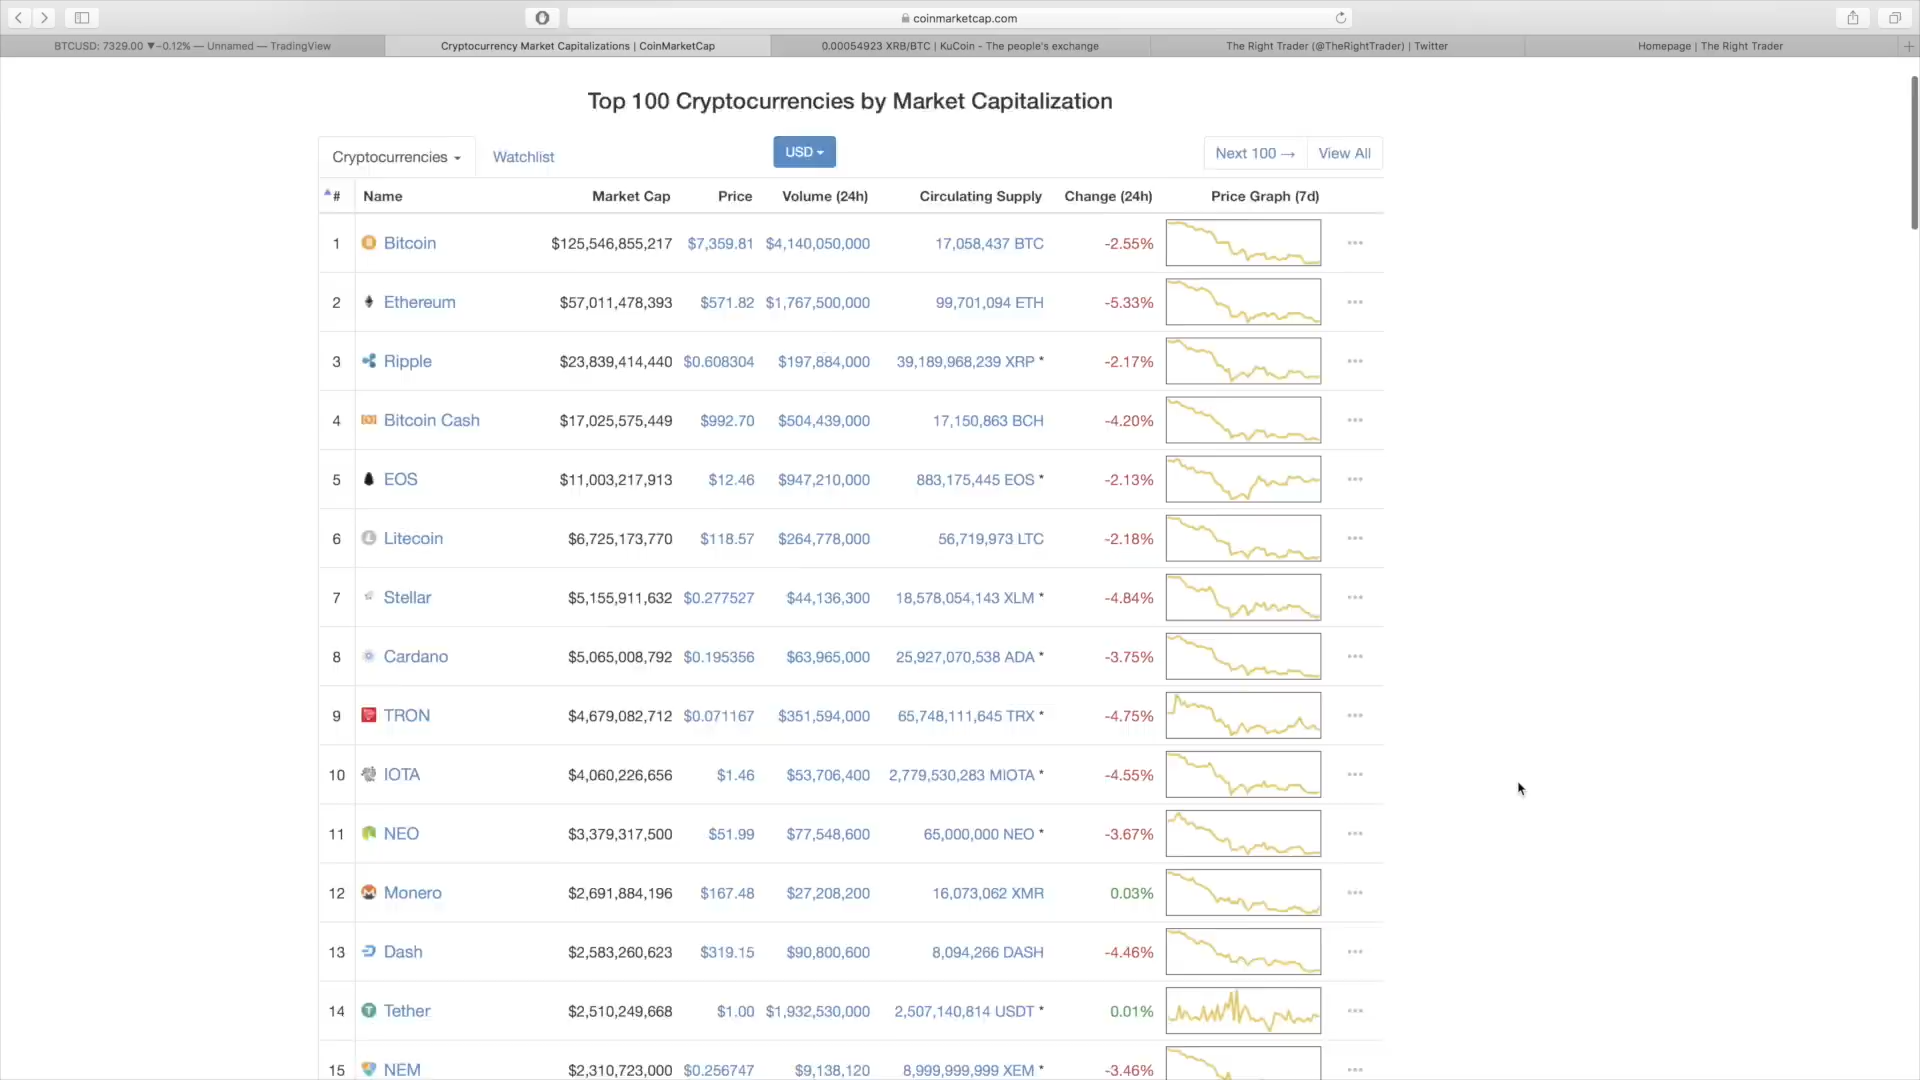 coinmarketcap.com
BTCUSD: 7329.00 ▼−0.12% — Unnamed — TradingView
Cryptocurrency Market Capitalizations | CoinMarketCap
0.00054923 XRB/BTC | KuCoin - The people's exchange
The Right Trader (@TheRightTrader) | Twitter
Homepage | The Right Trader
Top 100 Cryptocurrencies by Market Capitalization
Cryptocurrencies Watchlist USD Next 100 → View All
# Name Market Cap Price Volume (24h) Circulating Supply Change (24h) Price Graph (7d)
1 Bitcoin $125,546,855,217 $7,359.81 $4,140,050,000 17,058,437 BTC -2.55%
2 Ethereum $57,011,478,393 $571.82 $1,767,500,000 99,701,094 ETH -5.33%
3 Ripple $23,839,414,440 $0.608304 $197,884,000 39,189,968,239 XRP * -2.17%
4 Bitcoin Cash $17,025,575,449 $992.70 $504,439,000 17,150,863 BCH -4.20%
5 EOS $11,003,217,913 $12.46 $947,210,000 883,175,445 EOS * -2.13%
6 Litecoin $6,725,173,770 $118.57 $264,778,000 56,719,973 LTC -2.18%
7 Stellar $5,155,911,632 $0.277527 $44,136,300 18,578,054,143 XLM * -4.84%
8 Cardano $5,065,008,792 $0.195356 $63,965,000 25,927,070,538 ADA * -3.75%
9 TRON $4,679,082,712 $0.071167 $351,594,000 65,748,111,645 TRX * -4.75%
10 IOTA $4,060,226,656 $1.46 $53,706,400 2,779,530,283 MIOTA * -4.55%
11 NEO $3,379,317,500 $51.99 $77,548,600 65,000,000 NEO * -3.67%
12 Monero $2,691,884,196 $167.48 $27,208,200 16,073,062 XMR 0.03%
13 Dash $2,583,260,623 $319.15 $90,800,600 8,094,266 DASH -4.46%
14 Tether $2,510,249,668 $1.00 $1,932,530,000 2,507,140,814 USDT * 0.01%
15 NEM $2,310,723,000 $0.256747 $9,138,120 8,999,999,999 XEM * -3.46%